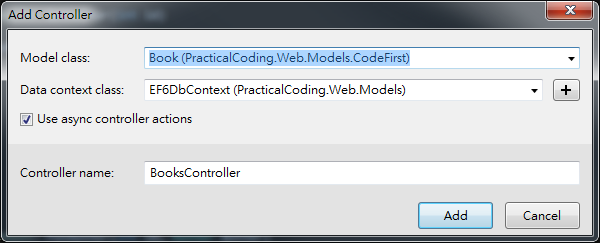 Add Controller
Model class: Book (PracticalCoding.Web.Models.CodeFirst)
Data context class: EF6DbContext (PracticalCoding.Web.Models) +
Use async controller actions
Controller name: BooksController
Add Cancel